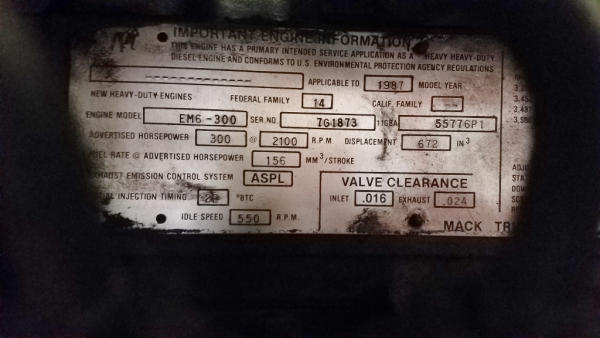 IMPORTANT ENGINE INFORMATION
THIS ENGINE HAS A PRIMARY INTENDED SERVICE APPLICATION AS A HEAVY HEAVY-DUTY
DIESEL ENGINE AND CONFORMS TO U.S. ENVIRONMENTAL PROTECTION AGENCY REGULATIONS
---------------- APPLICABLE TO 1987 MODEL YEAR
NEW HEAVY-DUTY ENGINES FEDERAL FAMILY 14 CALIF. FAMILY --
ENGINE MODEL EM6-300 SER NO. 7G1873 11GBA 55776P1
ADVERTISED HORSEPOWER 300 @ 2100 R.P.M. DISPLACEMENT 672 IN³
FUEL RATE @ ADVERTISED HORSEPOWER 156 MM³/STROKE
EXHAUST EMISSION CONTROL SYSTEM ASPL
VALVE CLEARANCE
INJECTION TIMING °BTC INLET .016 EXHAUST .024
IDLE SPEED 550 R.P.M.
MACK